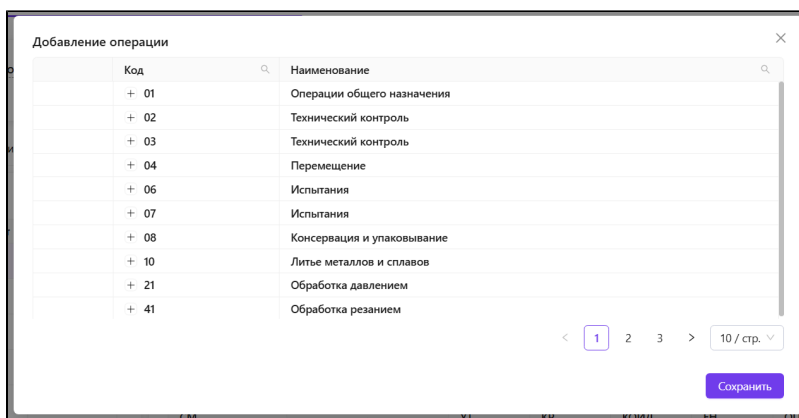 Добавление операции
Код Наименование
01 Операции общего назначения
02 Технический контроль
03 Технический контроль
04 Перемещение
06 Испытания
07 Испытания
08 Консервация и упаковывание
10 Литье металлов и сплавов
21 Обработка давлением
41 Обработка резанием
< 1 2 3 > 10 / стр.
Сохранить